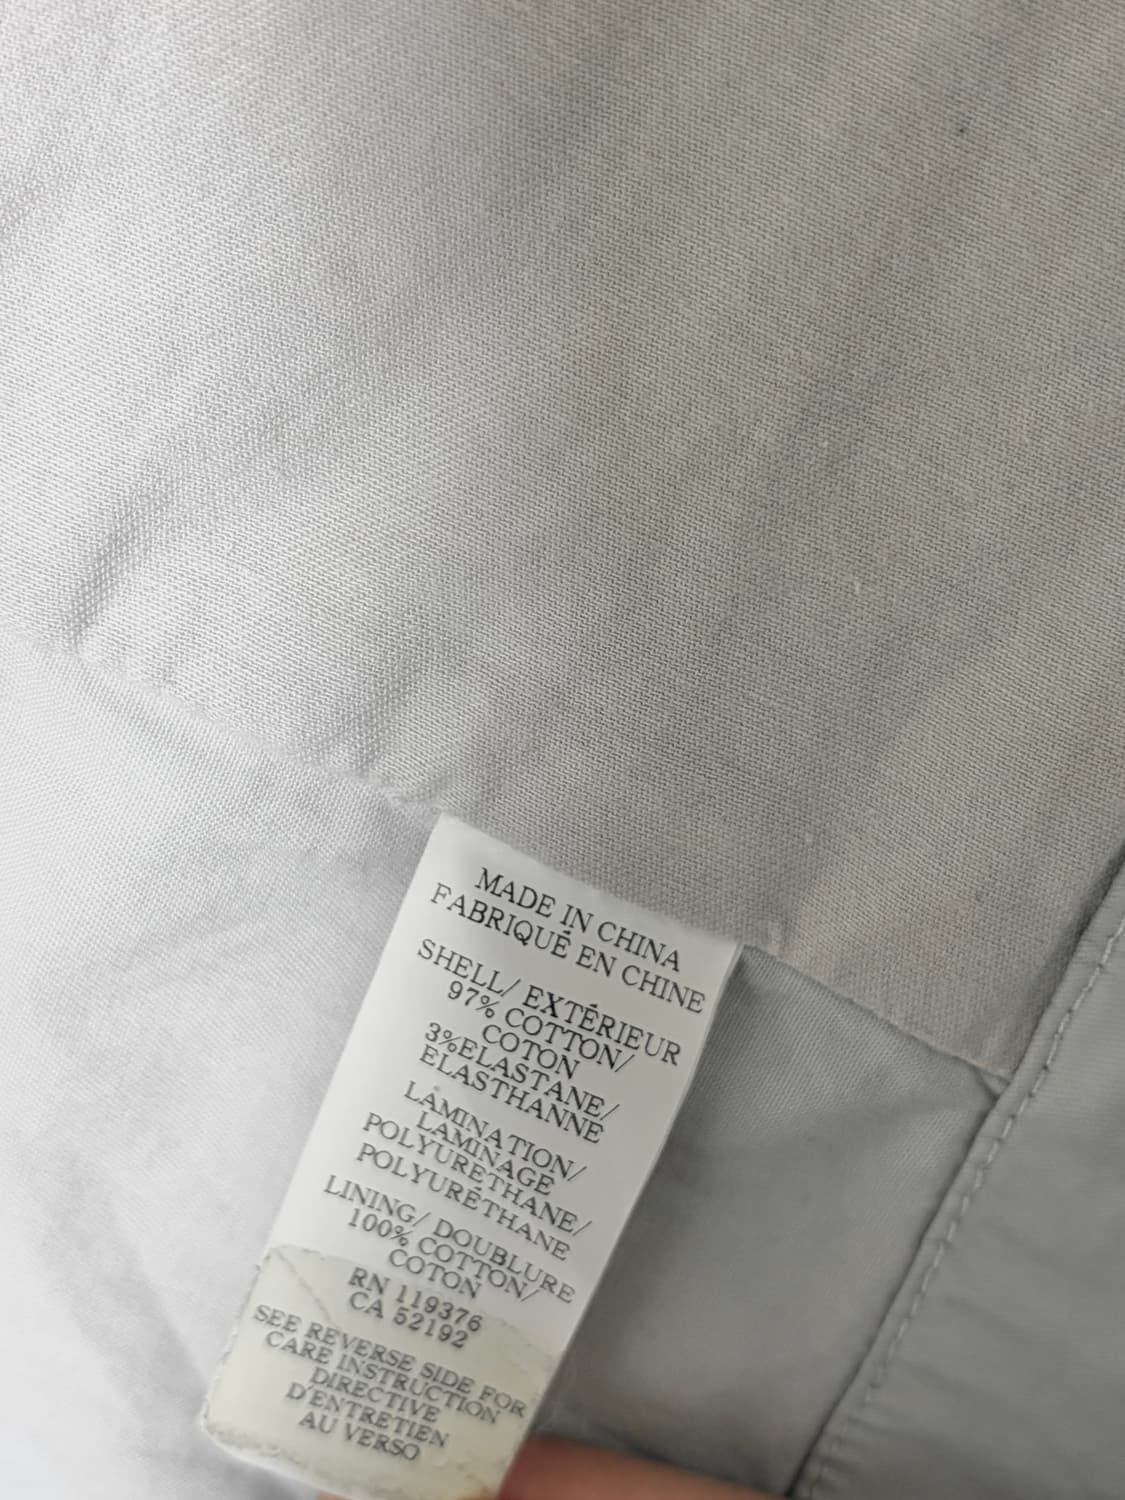 MADE IN CHINA
FABRIQUÉ EN CHINE
SHELL/ EXTÉRIEUR
97% COTTON/
COTON
3%ELASTANE/
ELASTHANNE
LAMINATION/
LAMINAGE
POLYURETHANE/
POLYURÉTHANE
LINING/ DOUBLURE
100% COTTON/
COTON
RN 119376
CA 52192
SEE REVERSE SIDE FOR
CARE INSTRUCTION
DIRECTIVE
D'ENTRETIEN
AU VERSO